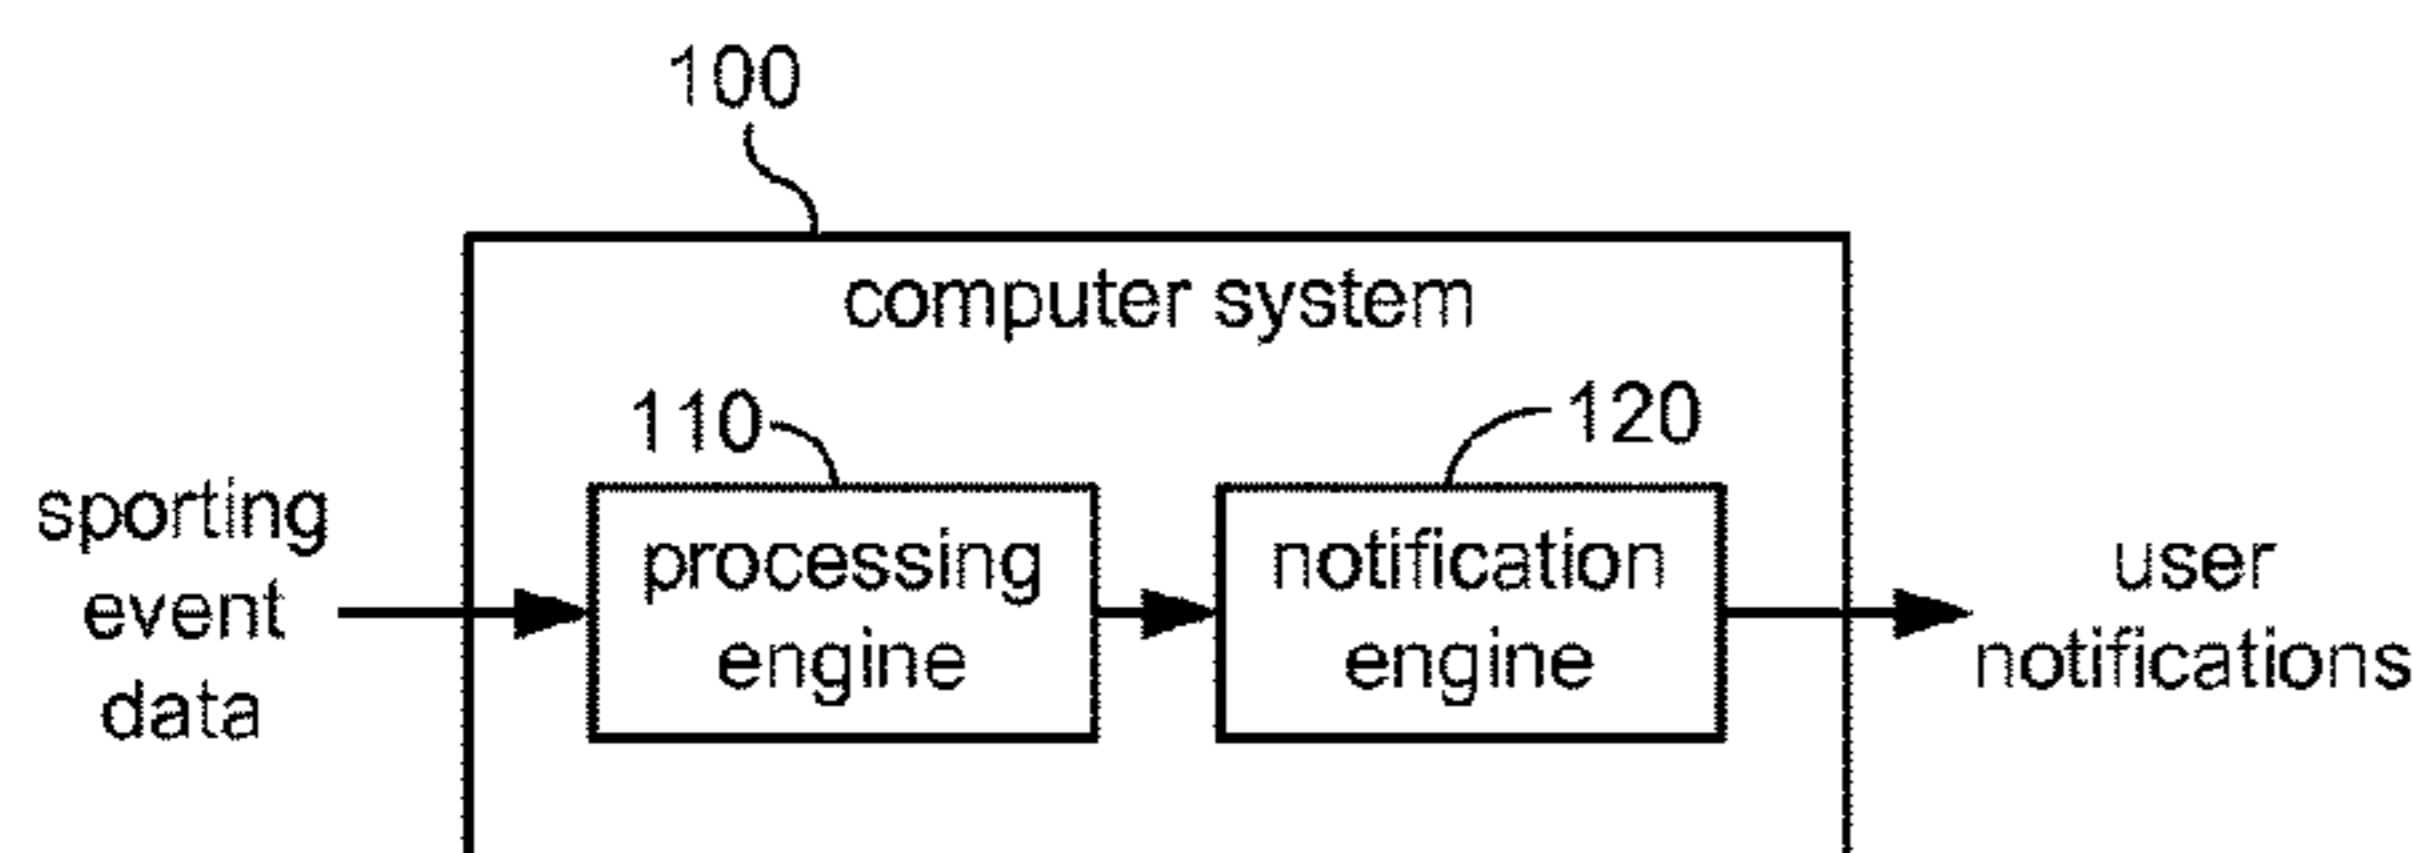 100
computer system
110
120
sporting
event
data
processing
engine
notification
engine
user
notifications